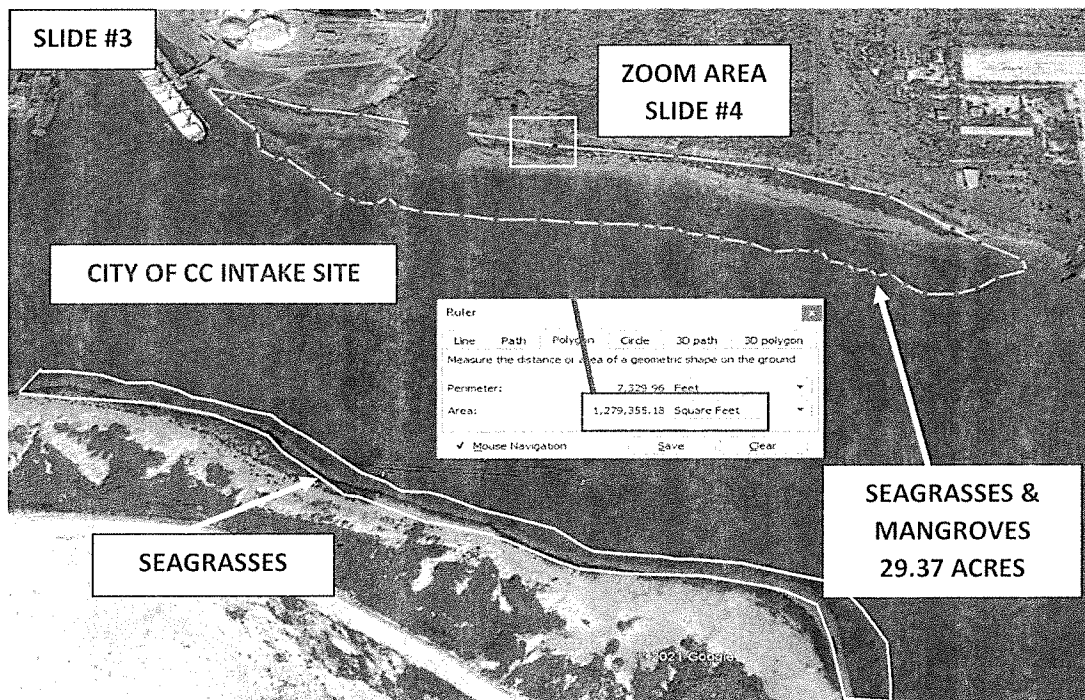 SLIDE #3
ZOOM AREA
SLIDE #4
CITY OF CC INTAKE SITE
Ruler
Line Path Polygon Circle 3D path 3D polygon
Measure the distance or area of a geometric shape on the ground
Perimeter: 7,329.96 Feet
Area: 1,279,355.18 Square Feet
✓ Mouse Navigation Save Clear
SEAGRASSES &
MANGROVES
29.37 ACRES
SEAGRASSES
©2021 Google